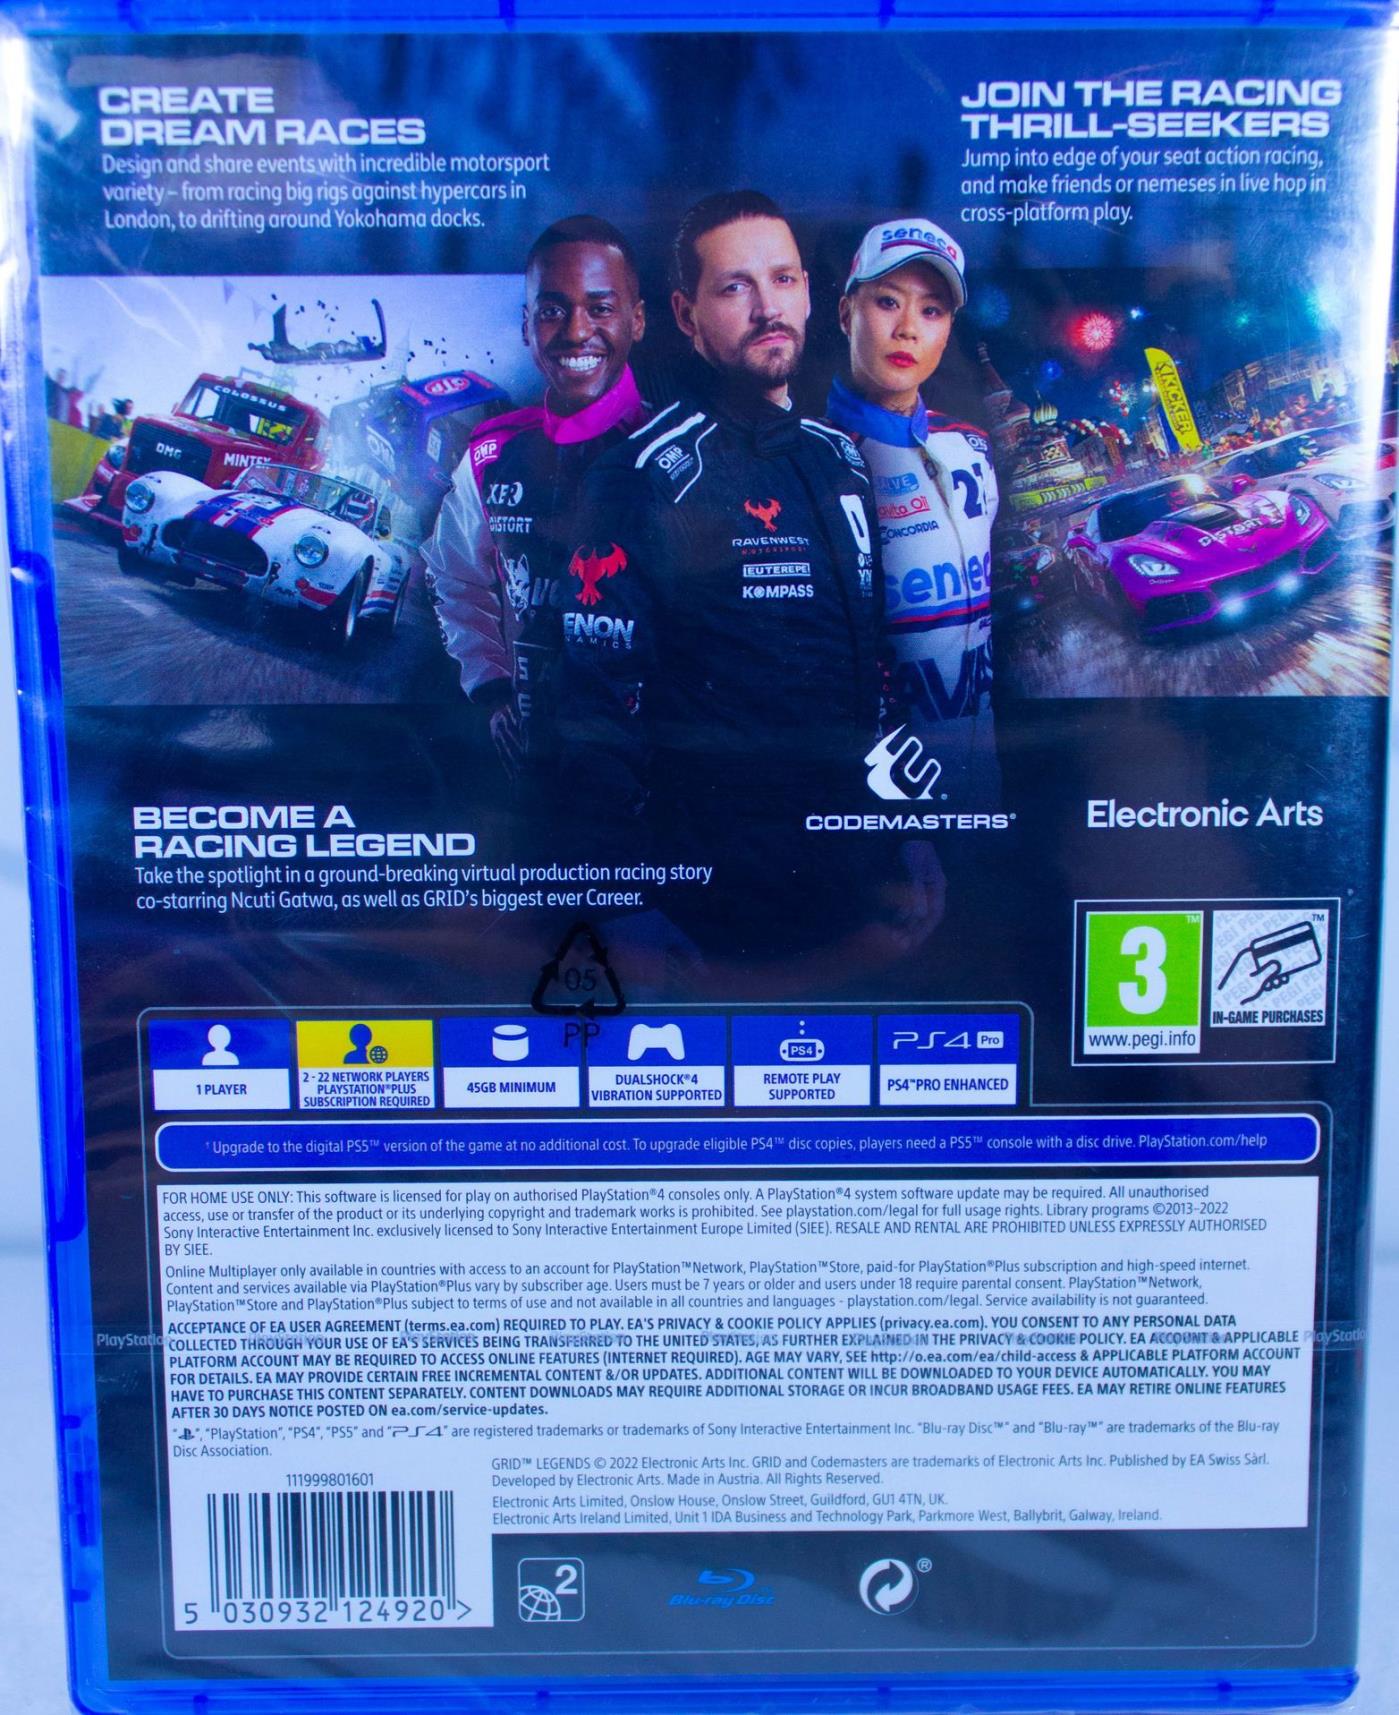 CREATE
DREAM RACES
Design and share events with incredible motorsport
variety – from racing big rigs against hypercars in
London, to drifting around Yokohama docks.
JOIN THE RACING
THRILL-SEEKERS
Jump into edge of your seat action racing,
and make friends or nemeses in live hop in
cross-platform play.
seneca
COLOSSUS
OMG
MINTEX
KICKER
DISTORT
OMP
XER
DISTORT
OMP
ENON
RAVENWEST
MOTORSPORT
EUTEREPE
KOMPASS
CONCORDIA
CODEMASTERS®
Electronic Arts
BECOME A
RACING LEGEND
Take the spotlight in a ground-breaking virtual production racing story
co-starring Ncuti Gatwa, as well as GRID's biggest ever Career.
05
PP
3
™
www.pegi.info
™
IN-GAME PURCHASES
1 PLAYER
2 - 22 NETWORK PLAYERS
PLAYSTATION®PLUS
SUBSCRIPTION REQUIRED
45GB MINIMUM
DUALSHOCK®4
VIBRATION SUPPORTED
PS4
REMOTE PLAY
SUPPORTED
PS4 Pro
PS4™PRO ENHANCED
¹ Upgrade to the digital PS5™ version of the game at no additional cost. To upgrade eligible PS4™ disc copies, players need a PS5™ console with a disc drive. PlayStation.com/help
FOR HOME USE ONLY: This software is licensed for play on authorised PlayStation®4 consoles only. A PlayStation®4 system software update may be required. All unauthorised
access, use or transfer of the product or its underlying copyright and trademark works is prohibited. See playstation.com/legal for full usage rights. Library programs ©2013-2022
Sony Interactive Entertainment Inc. exclusively licensed to Sony Interactive Entertainment Europe Limited (SIEE). RESALE AND RENTAL ARE PROHIBITED UNLESS EXPRESSLY AUTHORISED
BY SIEE.
Online Multiplayer only available in countries with access to an account for PlayStation™Network, PlayStation™Store, paid-for PlayStation®Plus subscription and high-speed internet.
Content and services available via PlayStation®Plus vary by subscriber age. Users must be 7 years or older and users under 18 require parental consent. PlayStation™Network,
PlayStation™Store and PlayStation®Plus subject to terms of use and not available in all countries and languages - playstation.com/legal. Service availability is not guaranteed.
ACCEPTANCE OF EA USER AGREEMENT (terms.ea.com) REQUIRED TO PLAY. EA'S PRIVACY & COOKIE POLICY APPLIES (privacy.ea.com). YOU CONSENT TO ANY PERSONAL DATA
COLLECTED THROUGH YOUR USE OF EA'S SERVICES BEING TRANSFERRED TO THE UNITED STATES, AS FURTHER EXPLAINED IN THE PRIVACY & COOKIE POLICY. EA ACCOUNT & APPLICABLE
PLATFORM ACCOUNT MAY BE REQUIRED TO ACCESS ONLINE FEATURES (INTERNET REQUIRED). AGE MAY VARY, SEE http://o.ea.com/ea/child-access & APPLICABLE PLATFORM ACCOUNT
FOR DETAILS. EA MAY PROVIDE CERTAIN FREE INCREMENTAL CONTENT &/OR UPDATES. ADDITIONAL CONTENT WILL BE DOWNLOADED TO YOUR DEVICE AUTOMATICALLY. YOU MAY
HAVE TO PURCHASE THIS CONTENT SEPARATELY. CONTENT DOWNLOADS MAY REQUIRE ADDITIONAL STORAGE OR INCUR BROADBAND USAGE FEES. EA MAY RETIRE ONLINE FEATURES
AFTER 30 DAYS NOTICE POSTED ON ea.com/service-updates.
"", "PlayStation", "PS4", "PS5" and "PS4" are registered trademarks or trademarks of Sony Interactive Entertainment Inc. "Blu-ray Disc™" and "Blu-ray™" are trademarks of the Blu-ray
Disc Association.
111999801601
GRID™ LEGENDS © 2022 Electronic Arts Inc. GRID and Codemasters are trademarks of Electronic Arts Inc. Published by EA Swiss Sàrl.
Developed by Electronic Arts. Made in Austria. All Rights Reserved.
Electronic Arts Limited, Onslow House, Onslow Street, Guildford, GU1 4TN, UK.
Electronic Arts Ireland Limited, Unit 1 IDA Business and Technology Park, Parkmore West, Ballybrit, Galway, Ireland.
5 030932 124920 >
2
Blu-ray Disc
®